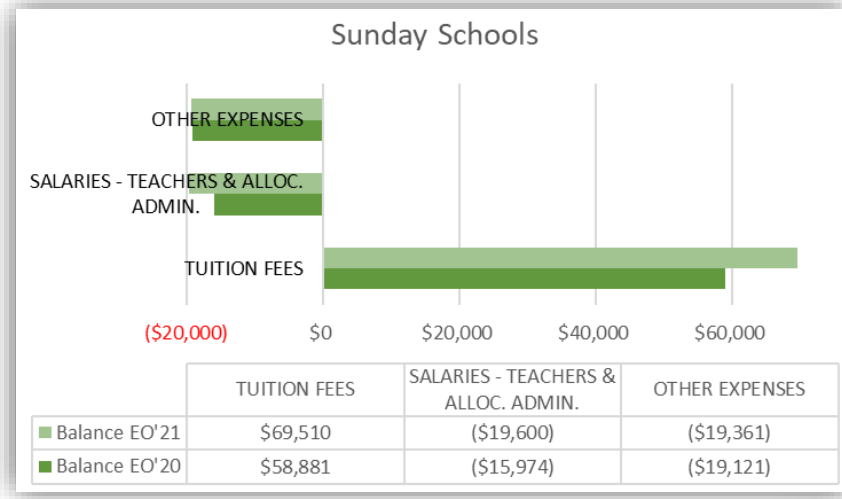 Sunday Schools
OTHER EXPENSES
SALARIES - TEACHERS & ALLOC.
ADMIN.
TUITION FEES
($20,000) $0 $20,000 $40,000 $60,000
TUITION FEES SALARIES - TEACHERS & ALLOC. ADMIN. OTHER EXPENSES
Balance EO'21 $69,510 ($19,600) ($19,361)
Balance EO'20 $58,881 ($15,974) ($19,121)